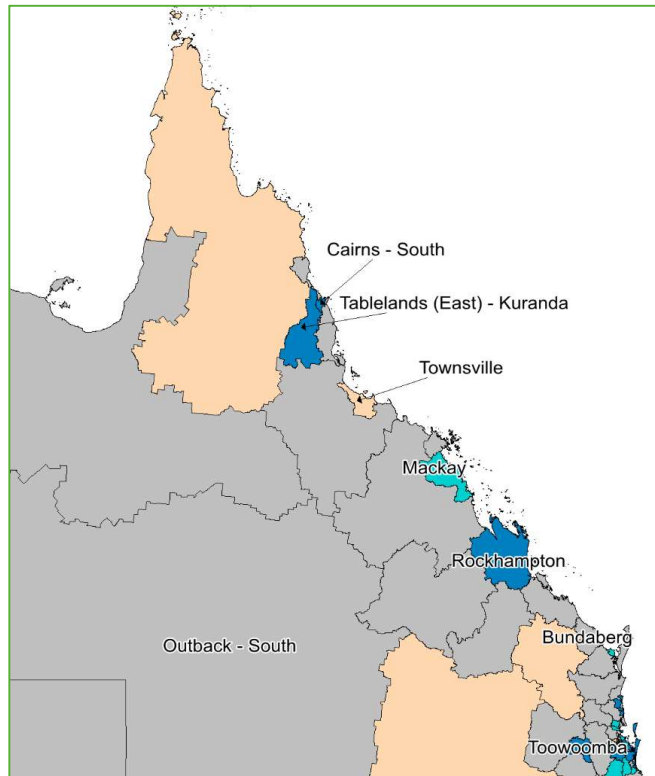 Cairns - South
Tablelands (East) - Kuranda
Townsville
Mackay
Rockhampton
Bundaberg
Outback - South
Toowoomba